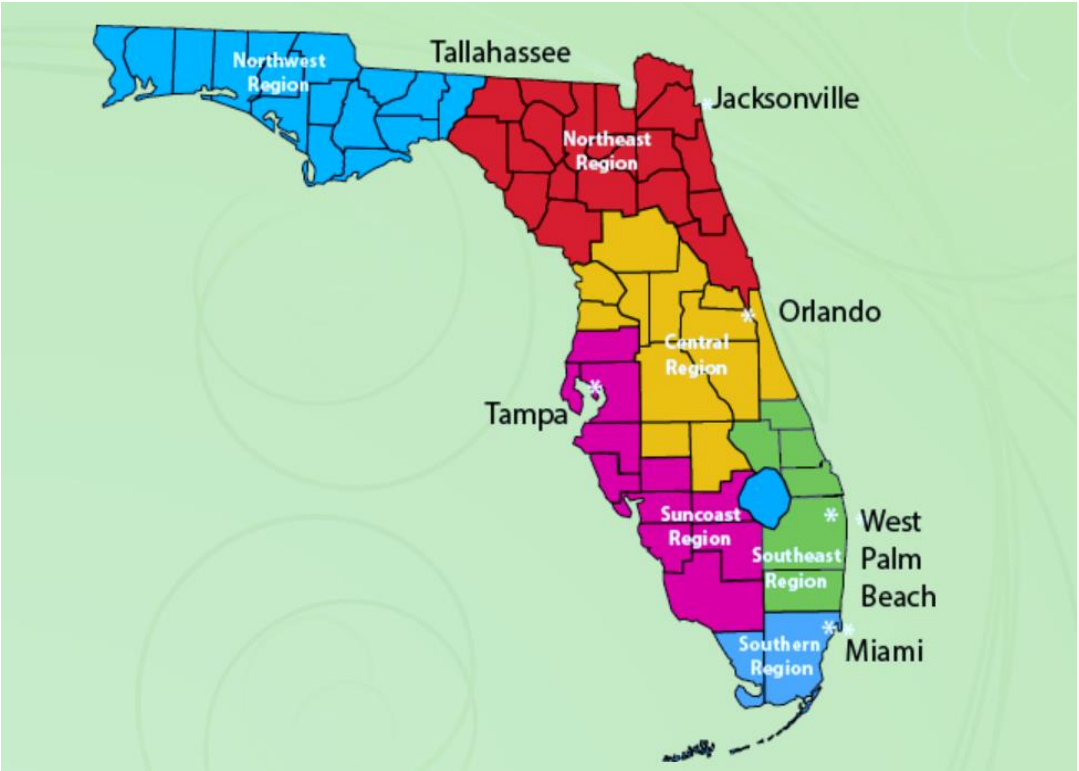 Tallahassee
Northwest
Region
Jacksonville
Northeast
Region
Orlando
Central
Region
Tampa
Suncoast
Region
West
Palm
Beach
Southeast
Region
Miami
Southern
Region